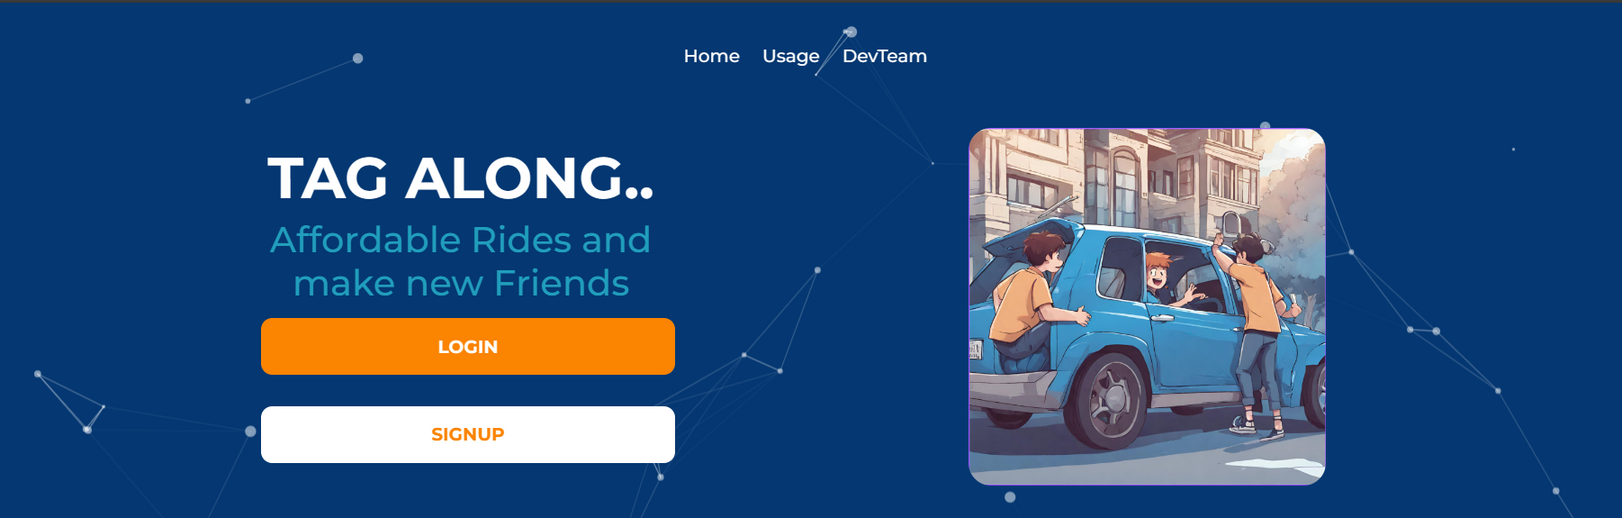 Home Usage DevTeam
TAG ALONG..
Affordable Rides and
make new Friends
LOGIN
SIGNUP